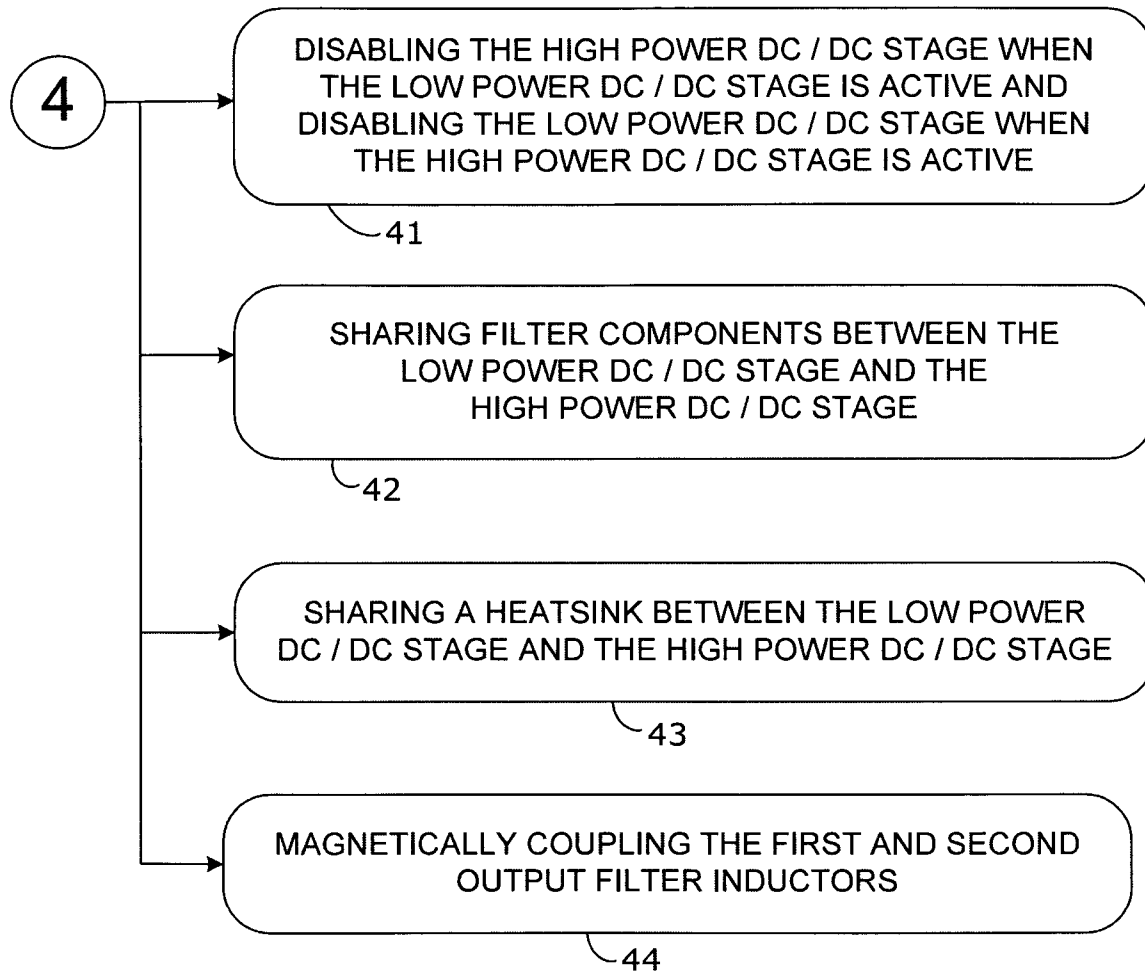 4
DISABLING THE HIGH POWER DC / DC STAGE WHEN
THE LOW POWER DC / DC STAGE IS ACTIVE AND
DISABLING THE LOW POWER DC / DC STAGE WHEN
THE HIGH POWER DC / DC STAGE IS ACTIVE
41
SHARING FILTER COMPONENTS BETWEEN THE
LOW POWER DC / DC STAGE AND THE
HIGH POWER DC / DC STAGE
42
SHARING A HEATSINK BETWEEN THE LOW POWER
DC / DC STAGE AND THE HIGH POWER DC / DC STAGE
43
MAGNETICALLY COUPLING THE FIRST AND SECOND
OUTPUT FILTER INDUCTORS
44